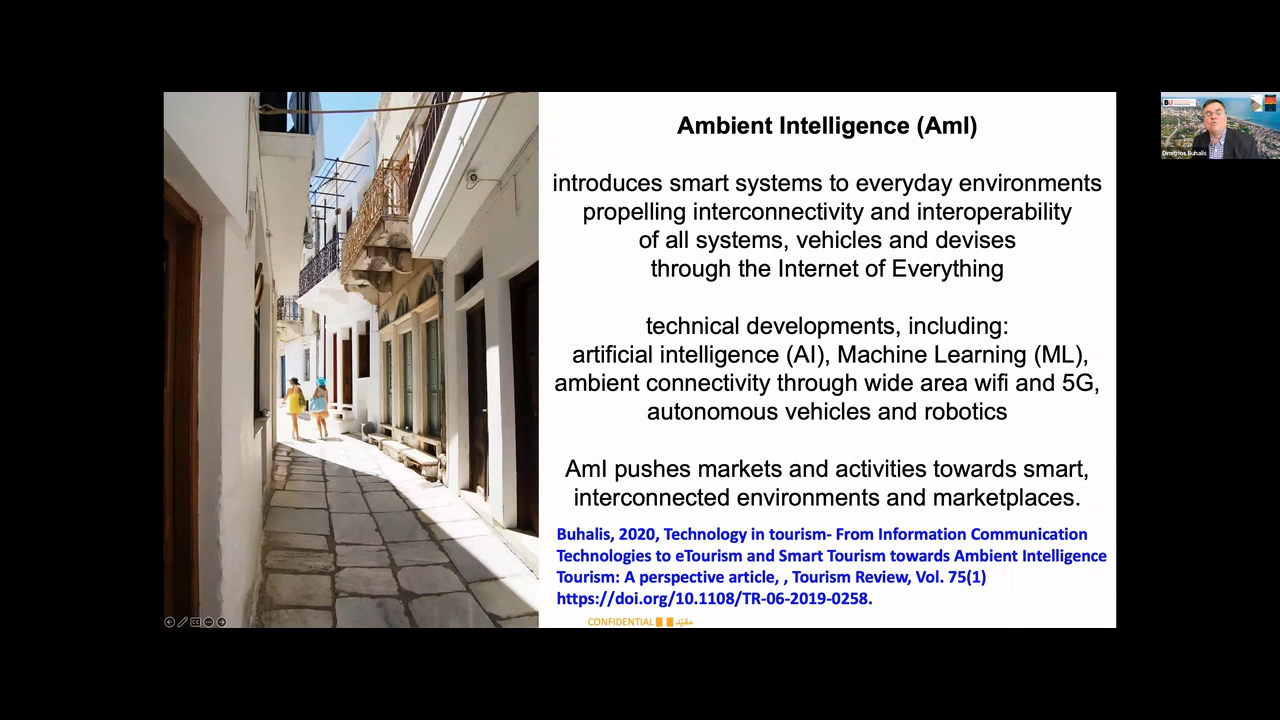 Ambient Intelligence (AmI)
introduces smart systems to everyday environments
propelling interconnectivity and interoperability
of all systems, vehicles and devises
through the Internet of Everything
technical developments, including:
artificial intelligence (AI), Machine Learning (ML),
ambient connectivity through wide area wifi and 5G,
autonomous vehicles and robotics
AmI pushes markets and activities towards smart,
interconnected environments and marketplaces.
Buhalis, 2020, Technology in tourism- From Information Communication
Technologies to eTourism and Smart Tourism towards Ambient Intelligence
Tourism: A perspective article, , Tourism Review, Vol. 75(1)
https://doi.org/10.1108/TR-06-2019-0258.
CONFIDENTIAL مقيّد
BU
Dimitrios Buhalis